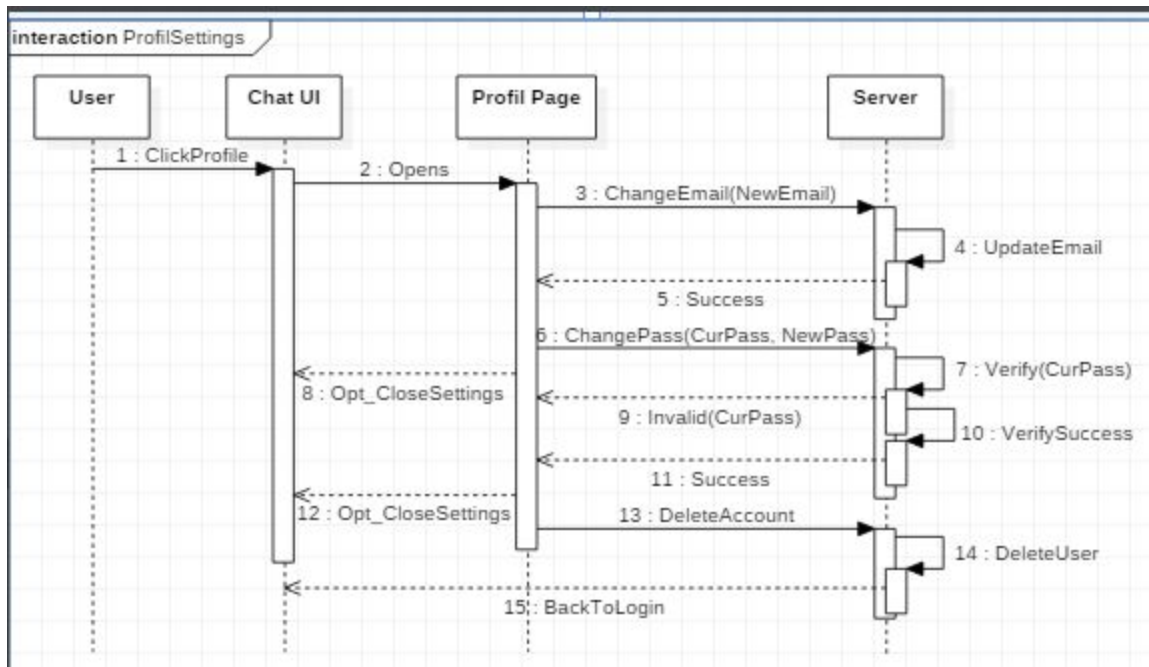 interaction ProfilSettings
User
Chat UI
Profil Page
Server
1 : ClickProfile
2 : Opens
3 : ChangeEmail(NewEmail)
4 : UpdateEmail
5 : Success
6 : ChangePass(CurPass, NewPass)
7 : Verify(CurPass)
8 : Opt_CloseSettings
9 : Invalid(CurPass)
10 : VerifySuccess
11 : Success
12 : Opt_CloseSettings
13 : DeleteAccount
14 : DeleteUser
15 : BackToLogin